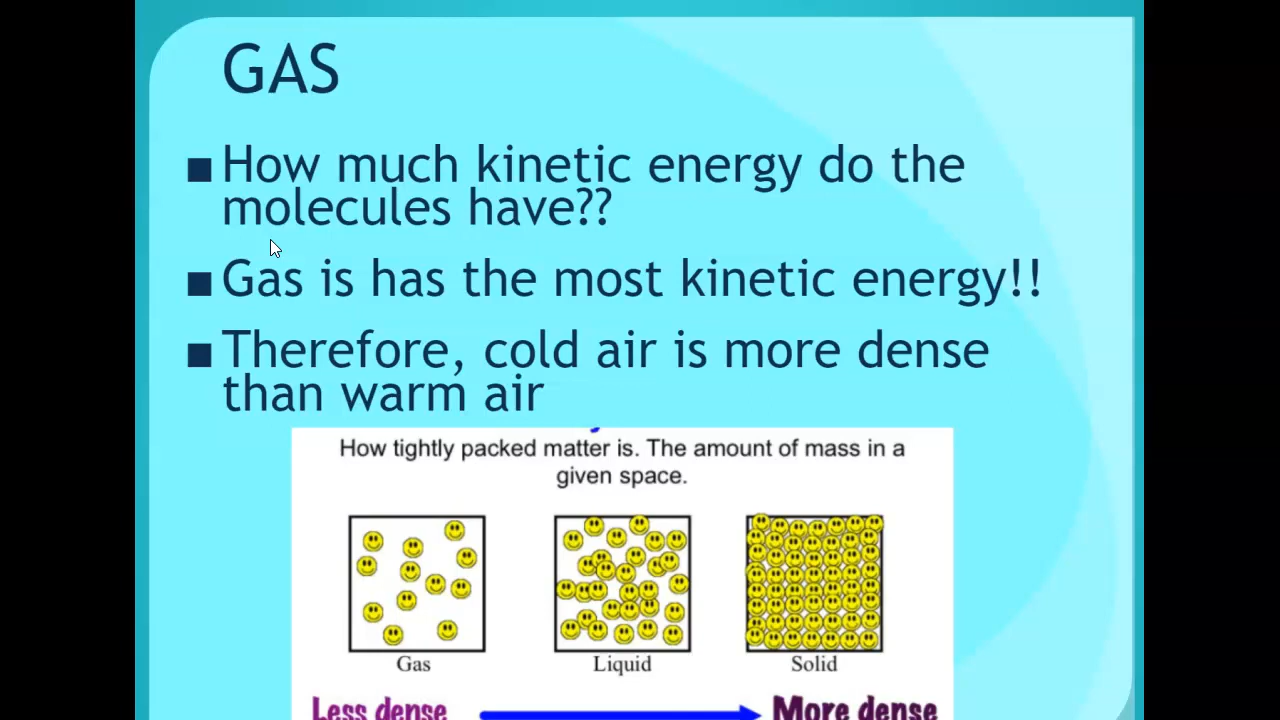 GAS
■ How much kinetic energy do the
molecules have??
■ Gas is has the most kinetic energy!!
■ Therefore, cold air is more dense
than warm air
How tightly packed matter is. The amount of mass in a
given space.
Gas Liquid Solid
Less dense More dense